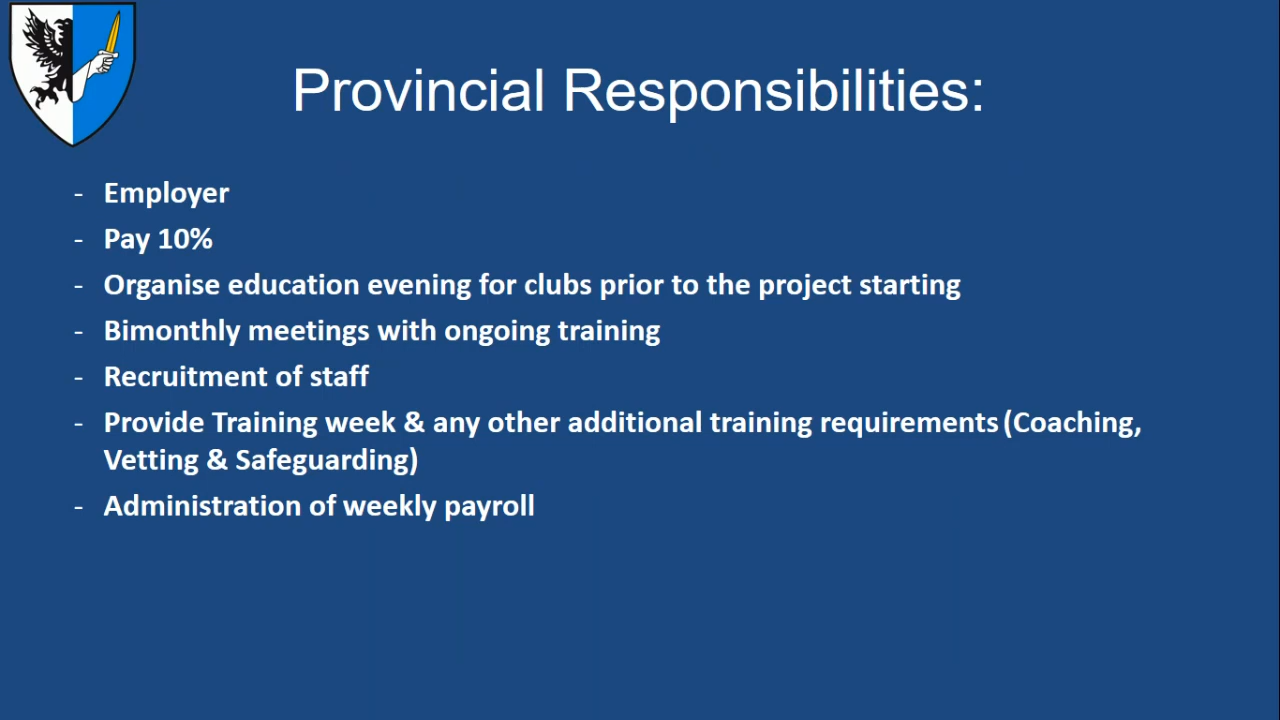 Provincial Responsibilities:
- Employer
- Pay 10%
- Organise education evening for clubs prior to the project starting
- Bimonthly meetings with ongoing training
- Recruitment of staff
- Provide Training week & any other additional training requirements (Coaching,
Vetting & Safeguarding)
- Administration of weekly payroll